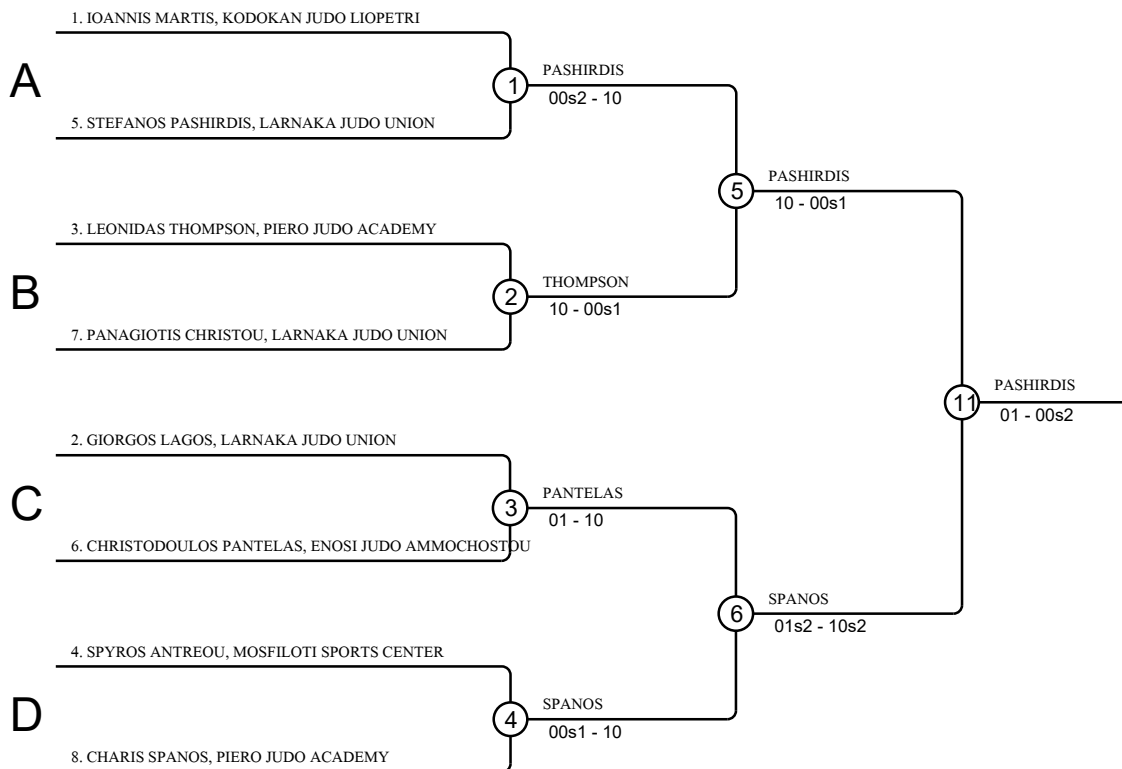 1. IOANNIS MARTIS, KODOKAN JUDO LIOPETRI
A
1
PASHIRDIS
00s2 - 10
5. STEFANOS PASHIRDIS, LARNAKA JUDO UNION
5
PASHIRDIS
10 - 00s1
3. LEONIDAS THOMPSON, PIERO JUDO ACADEMY
B
2
THOMPSON
10 - 00s1
7. PANAGIOTIS CHRISTOU, LARNAKA JUDO UNION
11
PASHIRDIS
01 - 00s2
2. GIORGOS LAGOS, LARNAKA JUDO UNION
C
3
PANTELAS
01 - 10
6. CHRISTODOULOS PANTELAS, ENOSI JUDO AMMOCHOSTOU
6
SPANOS
01s2 - 10s2
4. SPYROS ANTREOU, MOSFILOTI SPORTS CENTER
D
4
SPANOS
00s1 - 10
8. CHARIS SPANOS, PIERO JUDO ACADEMY